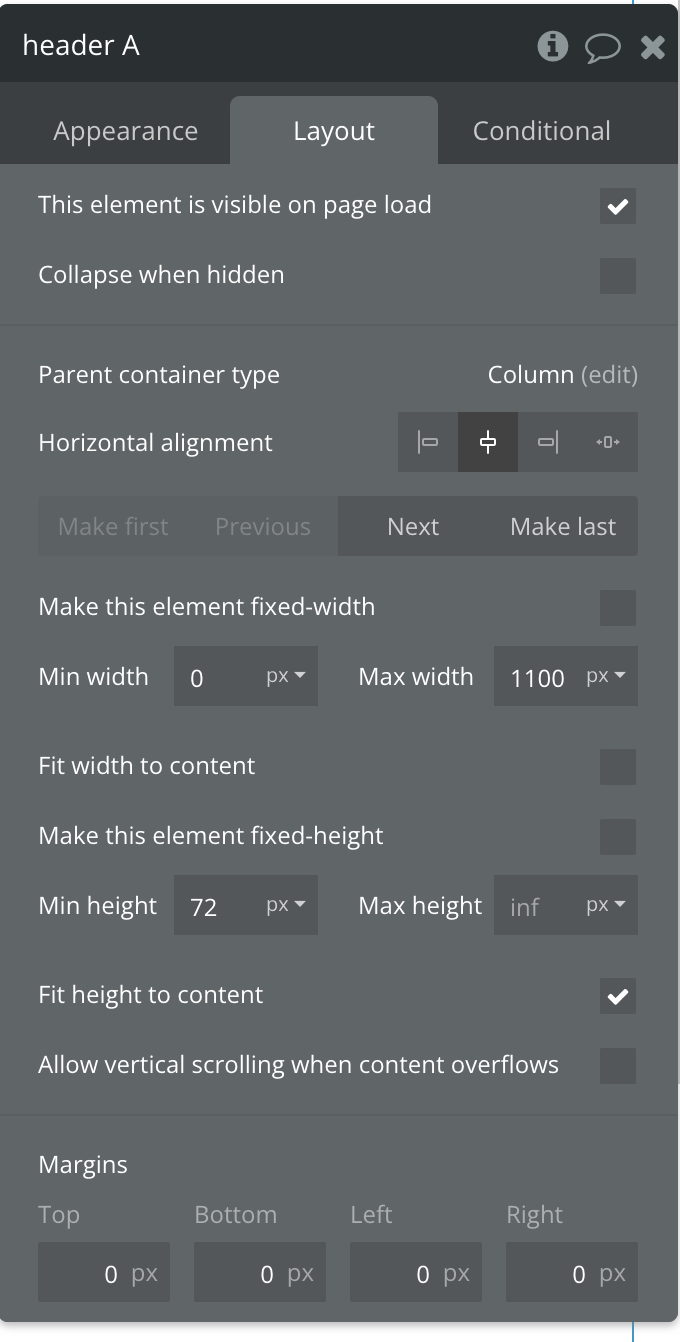 header A
Appearance Layout Conditional
This element is visible on page load
Collapse when hidden
Parent container type Column (edit)
Horizontal alignment
Make first Previous Next Make last
Make this element fixed-width
Min width 0 px Max width 1100 px
Fit width to content
Make this element fixed-height
Min height 72 px Max height inf px
Fit height to content
Allow vertical scrolling when content overflows
Margins
Top Bottom Left Right
0 px 0 px 0 px 0 px